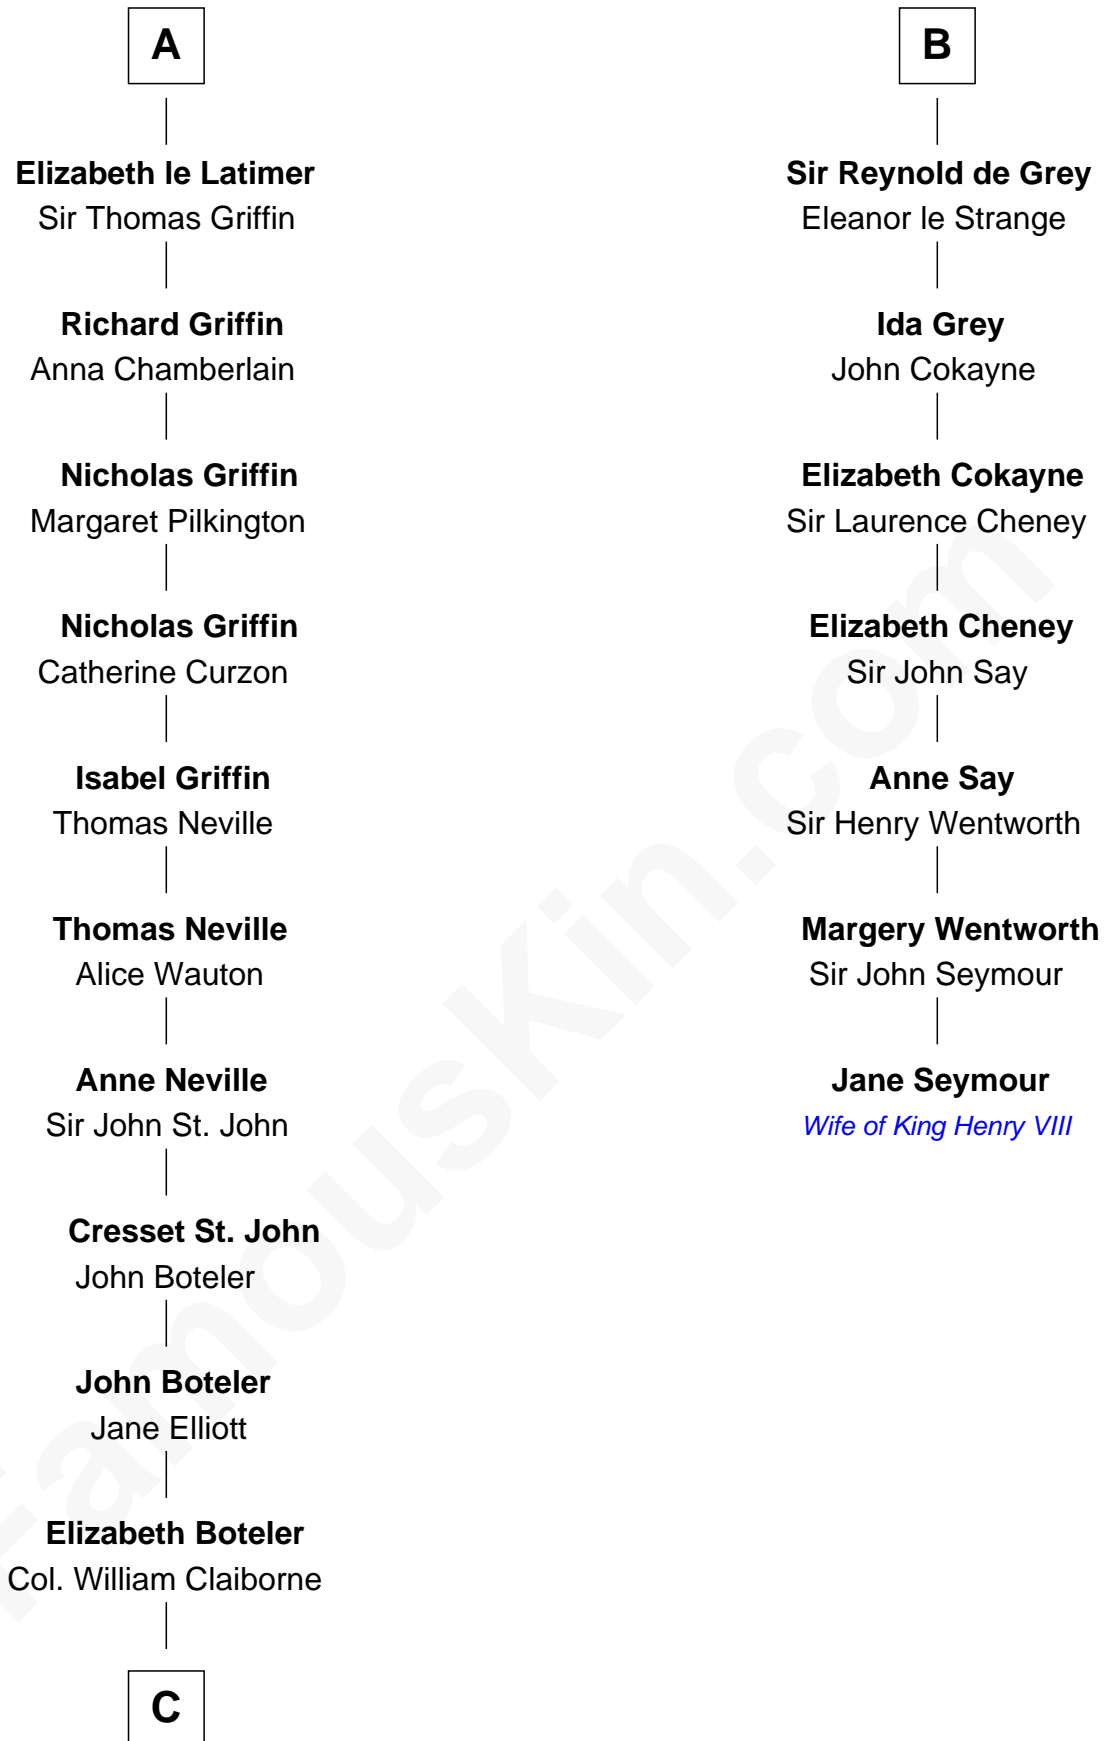 A
Elizabeth le Latimer
Sir Thomas Griffin
Richard Griffin
Anna Chamberlain
Nicholas Griffin
Margaret Pilkington
Nicholas Griffin
Catherine Curzon
Isabel Griffin
Thomas Neville
Thomas Neville
Alice Wauton
Anne Neville
Sir John St. John
Cresset St. John
John Boteler
John Boteler
Jane Elliott
Elizabeth Boteler
Col. William Claiborne
C
B
Sir Reynold de Grey
Eleanor le Strange
Ida Grey
John Cokayne
Elizabeth Cokayne
Sir Laurence Cheney
Elizabeth Cheney
Sir John Say
Anne Say
Sir Henry Wentworth
Margery Wentworth
Sir John Seymour
Jane Seymour
Wife of King Henry VIII
FamousKin.com